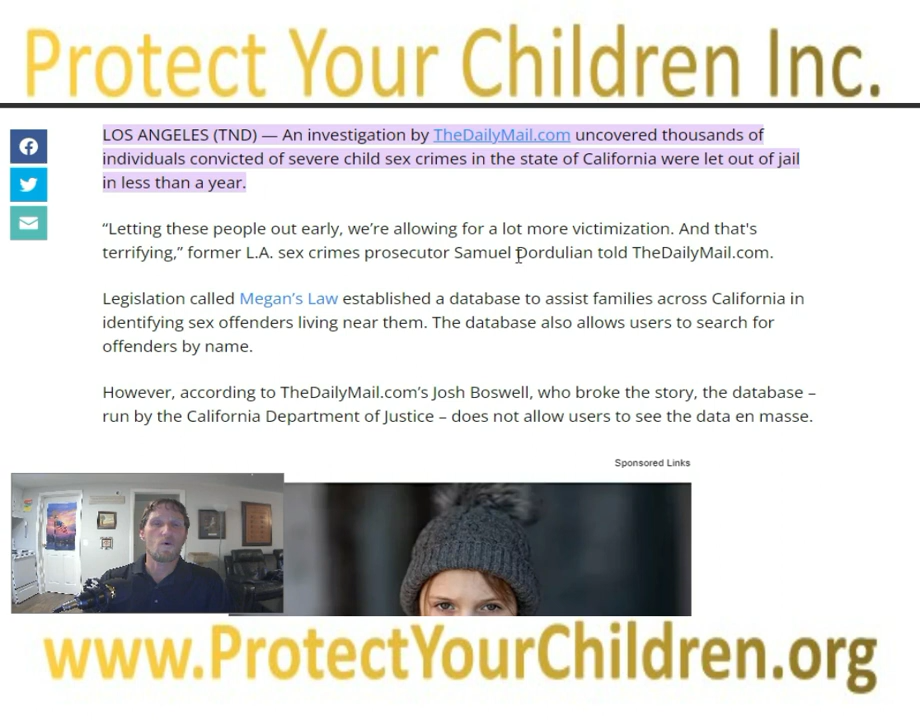 Protect Your Children Inc.
LOS ANGELES (TND) — An investigation by TheDailyMail.com uncovered thousands of
individuals convicted of severe child sex crimes in the state of California were let out of jail
in less than a year.
“Letting these people out early, we’re allowing for a lot more victimization. And that's
terrifying,” former L.A. sex crimes prosecutor Samuel Dordulian told TheDailyMail.com.
Legislation called Megan’s Law established a database to assist families across California in
identifying sex offenders living near them. The database also allows users to search for
offenders by name.
However, according to TheDailyMail.com’s Josh Boswell, who broke the story, the database –
run by the California Department of Justice – does not allow users to see the data en masse.
Sponsored Links
www.ProtectYourChildren.org